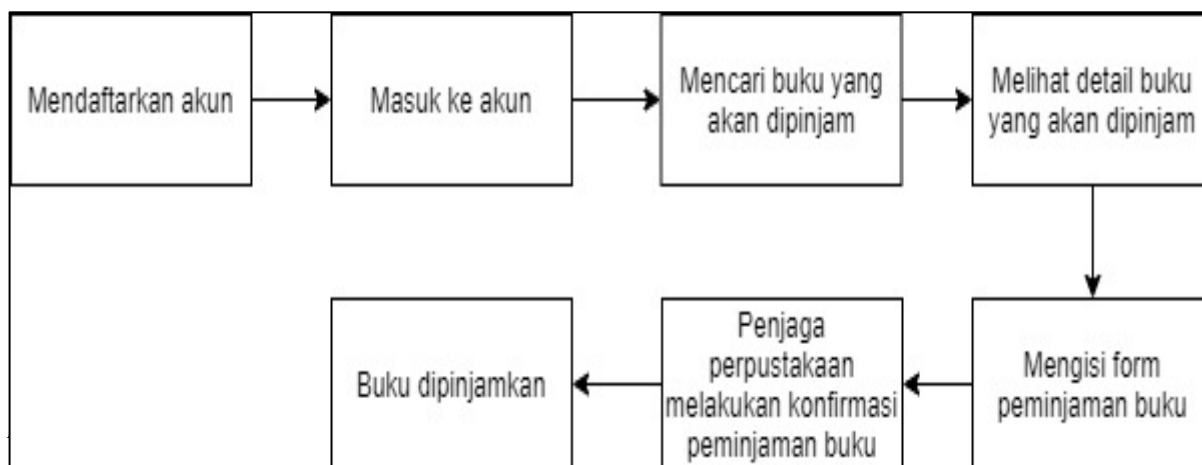 Mendaftarkan akun
Masuk ke akun
Mencari buku yang
akan dipinjam
Melihat detail buku
yang akan dipinjam
Mengisi form
peminjaman buku
Penjaga
perpustakaan
melakukan konfirmasi
peminjaman buku
Buku dipinjamkan